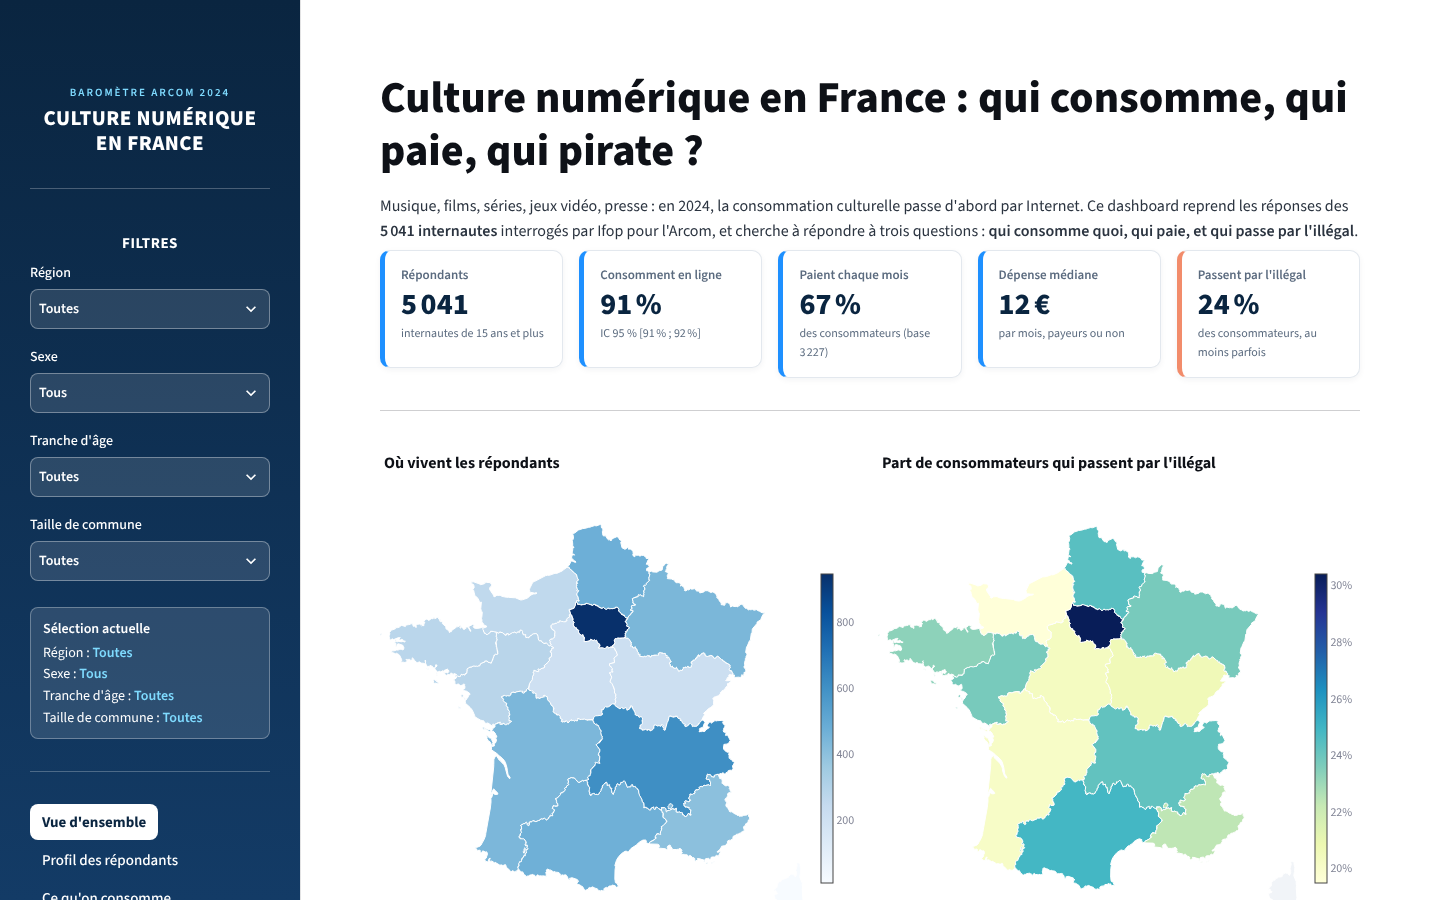 BAROMÈTRE ARCOM 2024
CULTURE NUMÉRIQUE
EN FRANCE
FILTRES
Région
Toutes
Sexe
Tous
Tranche d'âge
Toutes
Taille de commune
Toutes
Sélection actuelle
Région : Toutes
Sexe : Tous
Tranche d'âge : Toutes
Taille de commune : Toutes
Vue d'ensemble
Profil des répondants
Ce qu'on consomme
Culture numérique en France : qui consomme, qui
paie, qui pirate ?
Musique, films, séries, jeux vidéo, presse : en 2024, la consommation culturelle passe d'abord par Internet. Ce dashboard reprend les réponses des
5 041 internautes interrogés par Ifop pour l'Arcom, et cherche à répondre à trois questions : qui consomme quoi, qui paie, et qui passe par l'illégal.
Répondants
5 041
internautes de 15 ans et plus
Consomment en ligne
91 %
IC 95 % [91 % ; 92 %]
Paient chaque mois
67 %
des consommateurs (base
3 227)
Dépense médiane
12 €
par mois, payeurs ou non
Passent par l'illégal
24 %
des consommateurs, au
moins parfois
Où vivent les répondants
800
600
400
200
Part de consommateurs qui passent par l'illégal
30%
28%
26%
24%
22%
20%